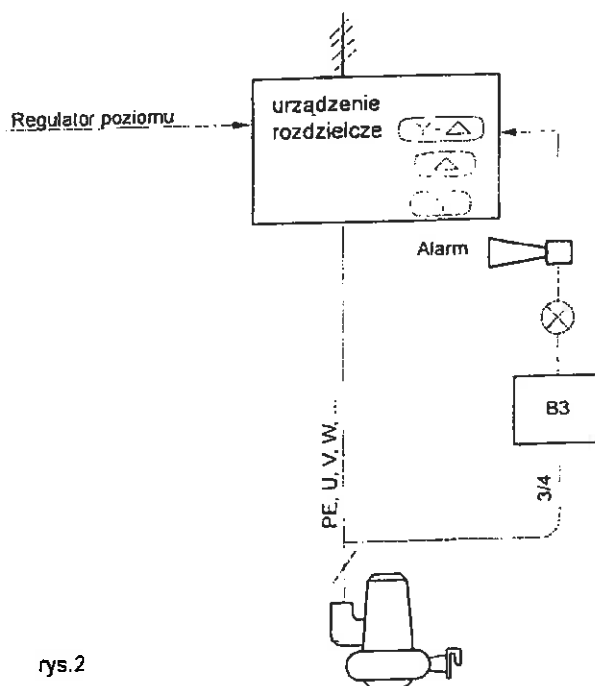 Regulator poziomu
urządzenie
rozdzielcze
Y-Δ
Δ
Alarm
B3
PE, U, V, W, ...
3/4
rys.2